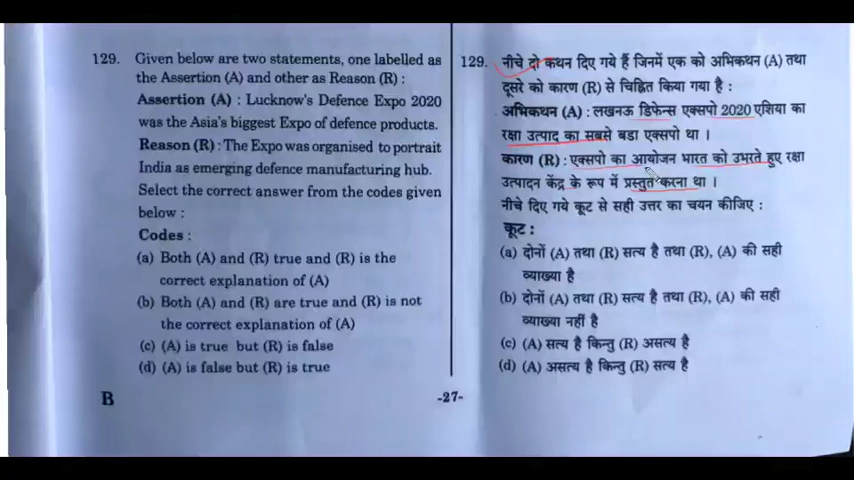 129. Given below are two statements, one labelled as
the Assertion (A) and other as Reason (R) :
Assertion (A) : Lucknow's Defence Expo 2020
was the Asia's biggest Expo of defence products.
Reason (R) : The Expo was organised to portrait
India as emerging defence manufacturing hub.
Select the correct answer from the codes given
below :
Codes :
(a) Both (A) and (R) true and (R) is the
correct explanation of (A)
(b) Both (A) and (R) are true and (R) is not
the correct explanation of (A)
(c) (A) is true but (R) is false
(d) (A) is false but (R) is true
129. नीचे दो कथन दिए गये हैं जिनमें एक को अभिकथन (A) तथा
दूसरे को कारण (R) से चिह्नित किया गया है :
अभिकथन (A) : लखनऊ डिफेन्स एक्सपो 2020 एशिया का
रक्षा उत्पाद का सबसे बडा एक्सपो था ।
कारण (R) : एक्सपो का आयोजन भारत को उभरते हुए रक्षा
उत्पादन केंद्र के रूप में प्रस्तुत करना था ।
नीचे दिए गये कूट से सही उत्तर का चयन कीजिए :
कूट :
(a) दोनों (A) तथा (R) सत्य है तथा (R), (A) की सही
व्याख्या है
(b) दोनों (A) तथा (R) सत्य है तथा (R), (A) की सही
व्याख्या नहीं है
(c) (A) सत्य है किन्तु (R) असत्य है
(d) (A) असत्य है किन्तु (R) सत्य है
B
-27-